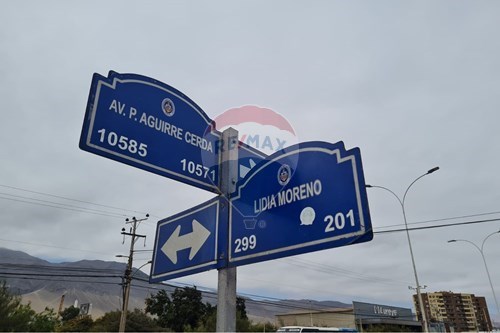 AV. P. AGUIRRE CERDA
10585
10571
RE/MAX
LIDIA MORENO
299
201